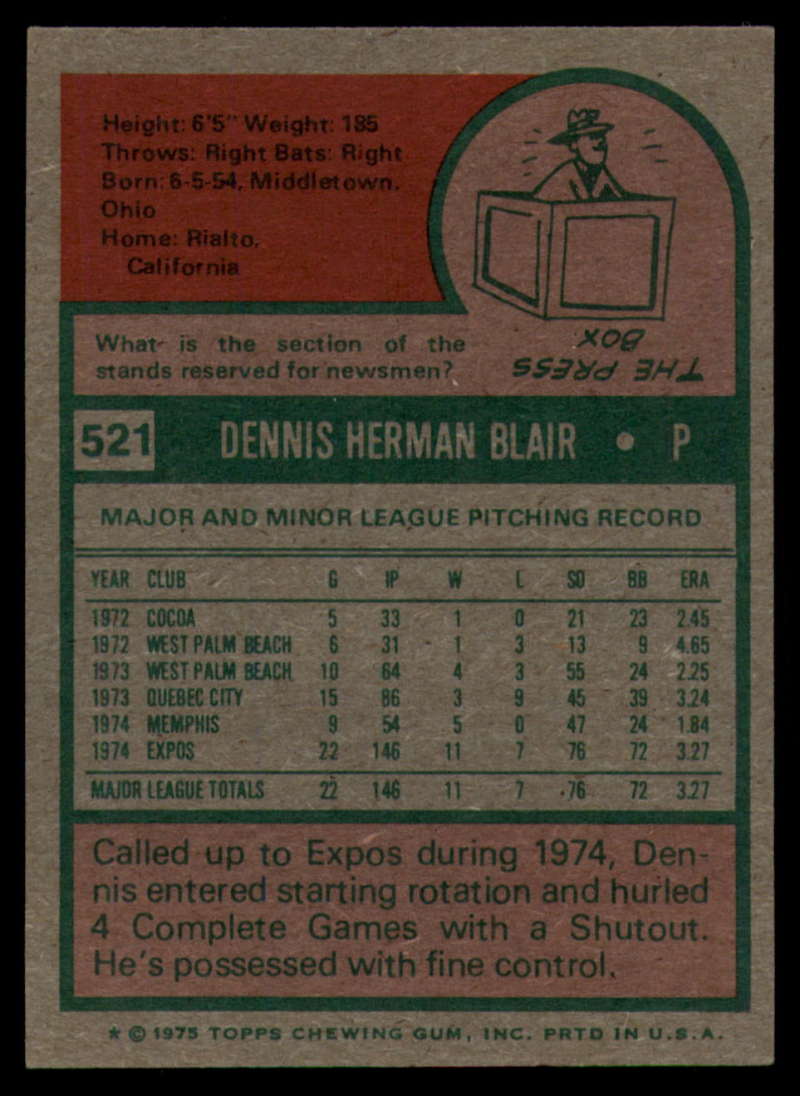 Height: 6'5" Weight: 185
Throws: Right Bats: Right
Born: 6-5-54, Middletown,
Ohio
Home: Rialto,
California
What is the section of the
stands reserved for newsmen?
THE PRESS
BOX
521 DENNIS HERMAN BLAIR • P
MAJOR AND MINOR LEAGUE PITCHING RECORD
YEAR CLUB G IP W L SO BB ERA
1972 COCOA 5 33 1 0 21 23 2.45
1972 WEST PALM BEACH 6 31 1 3 13 9 4.65
1973 WEST PALM BEACH 10 64 4 3 55 24 2.25
1973 QUEBEC CITY 15 86 3 9 45 39 3.24
1974 MEMPHIS 9 54 5 0 47 24 1.84
1974 EXPOS 22 146 11 7 76 72 3.27
MAJOR LEAGUE TOTALS 22 146 11 7 76 72 3.27
Called up to Expos during 1974, Den-
nis entered starting rotation and hurled
4 Complete Games with a Shutout.
He's possessed with fine control.
* © 1975 TOPPS CHEWING GUM, INC. PRTD IN U.S.A.